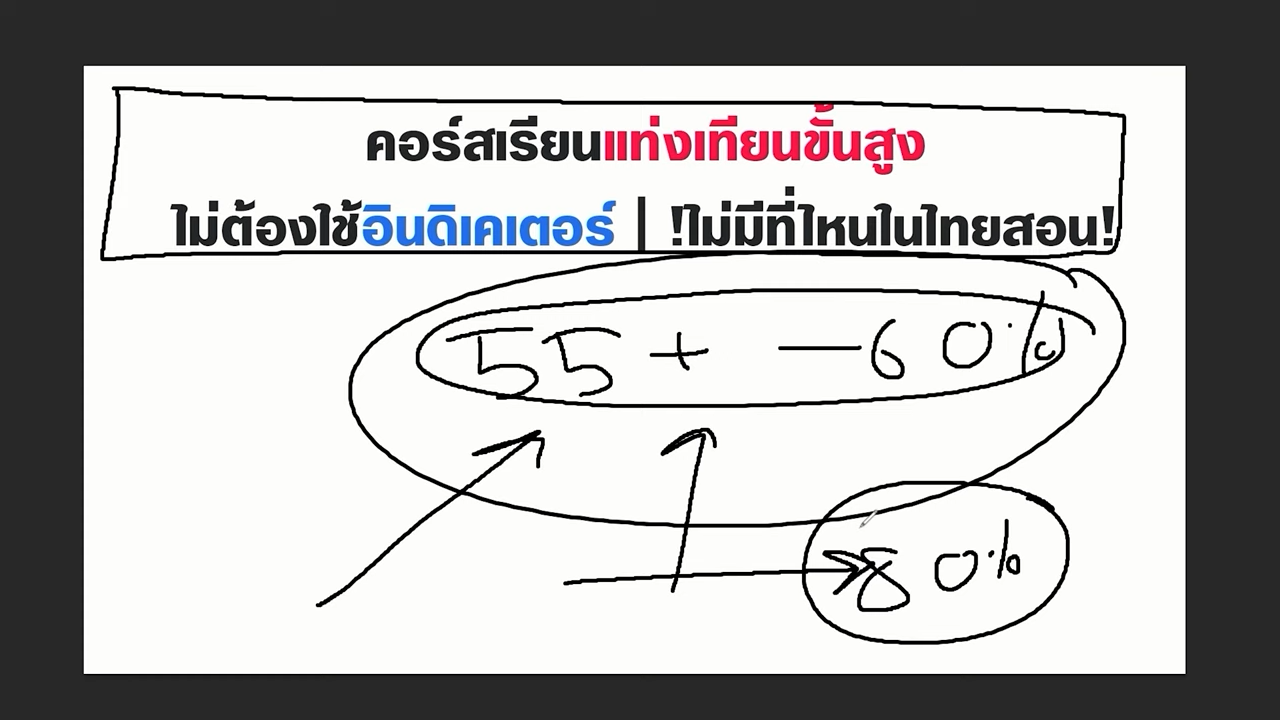 คอร์สเรียนแท่งเทียนขั้นสูง
ไม่ต้องใช้อินดิเคเตอร์ | !ไม่มีที่ไหนในไทยสอน!
55 + — 60%
80%